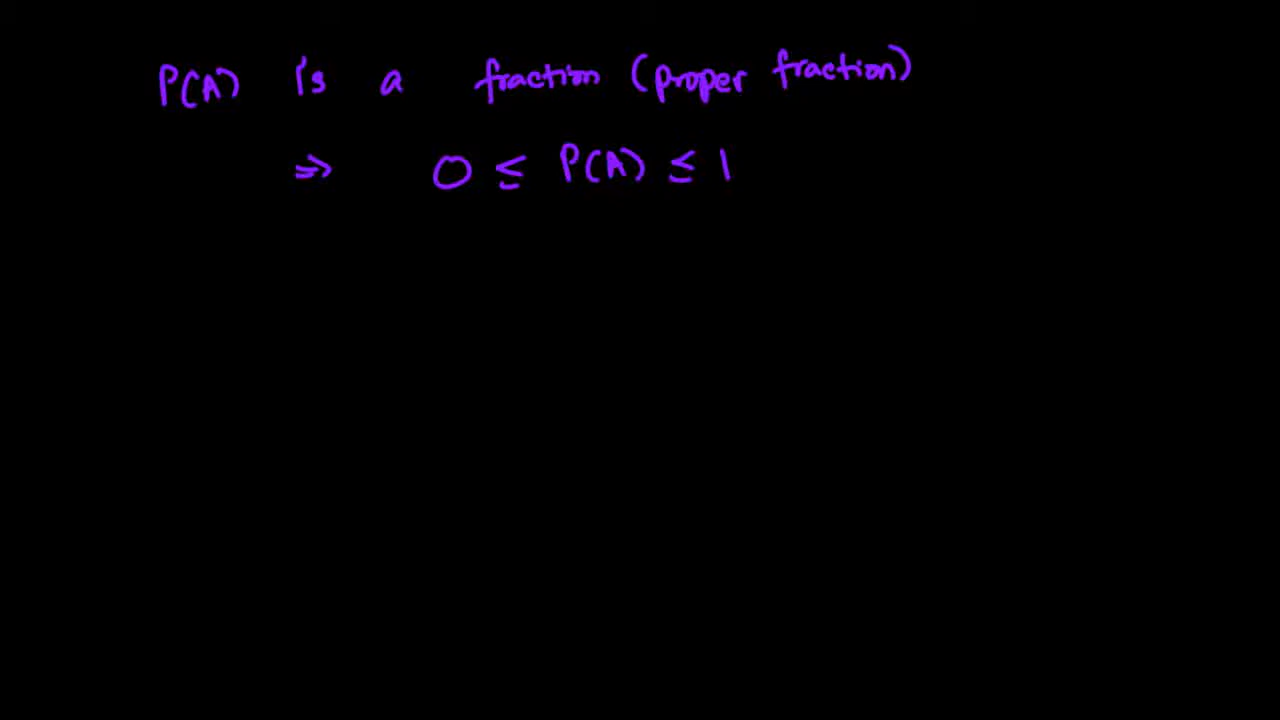 P(A) is a fraction (proper fraction)
⇒ 0 ≤ P(A) ≤ 1